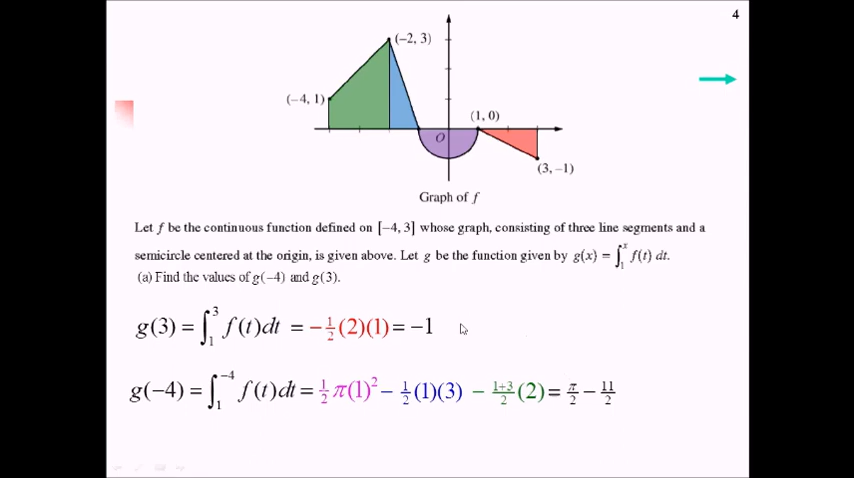 4
(−2, 3)
(−4, 1)
(1, 0)
O
(3, −1)
Graph of f
Let f be the continuous function defined on [−4, 3] whose graph, consisting of three line segments and a
semicircle centered at the origin, is given above. Let g be the function given by g(x) = ∫₁ˣ f(t) dt.
(a) Find the values of g(−4) and g(3).
g(3) = ∫₁³ f(t)dt = −½(2)(1) = −1
g(−4) = ∫₁⁻⁴ f(t)dt = ½π(1)² − ½(1)(3) − (1+3)/2 (2) = π/2 − 11/2